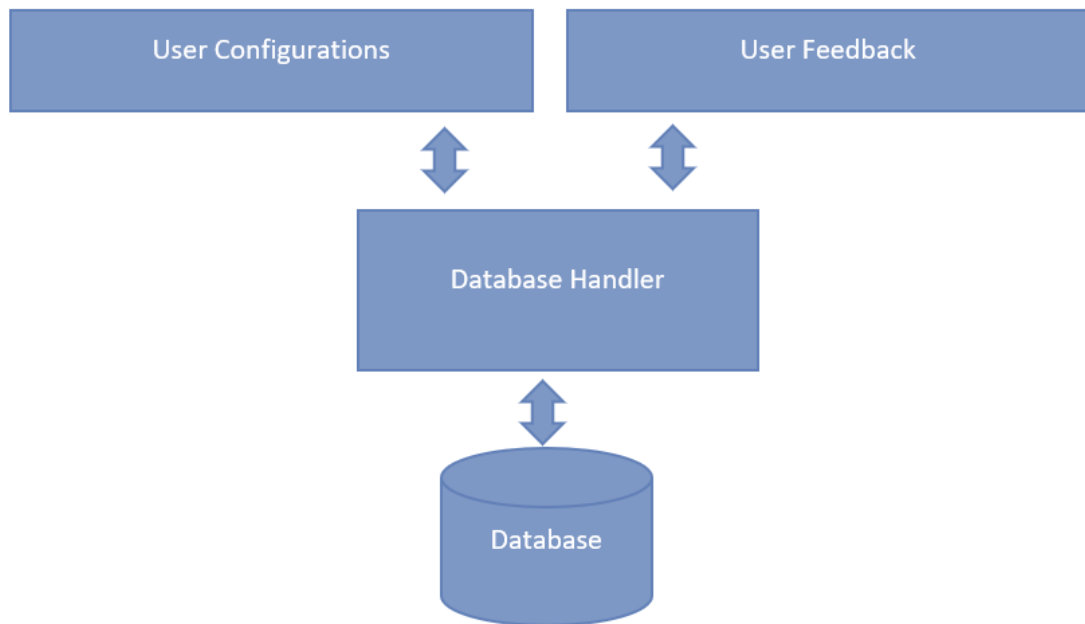 User Configurations
User Feedback
Database Handler
Database